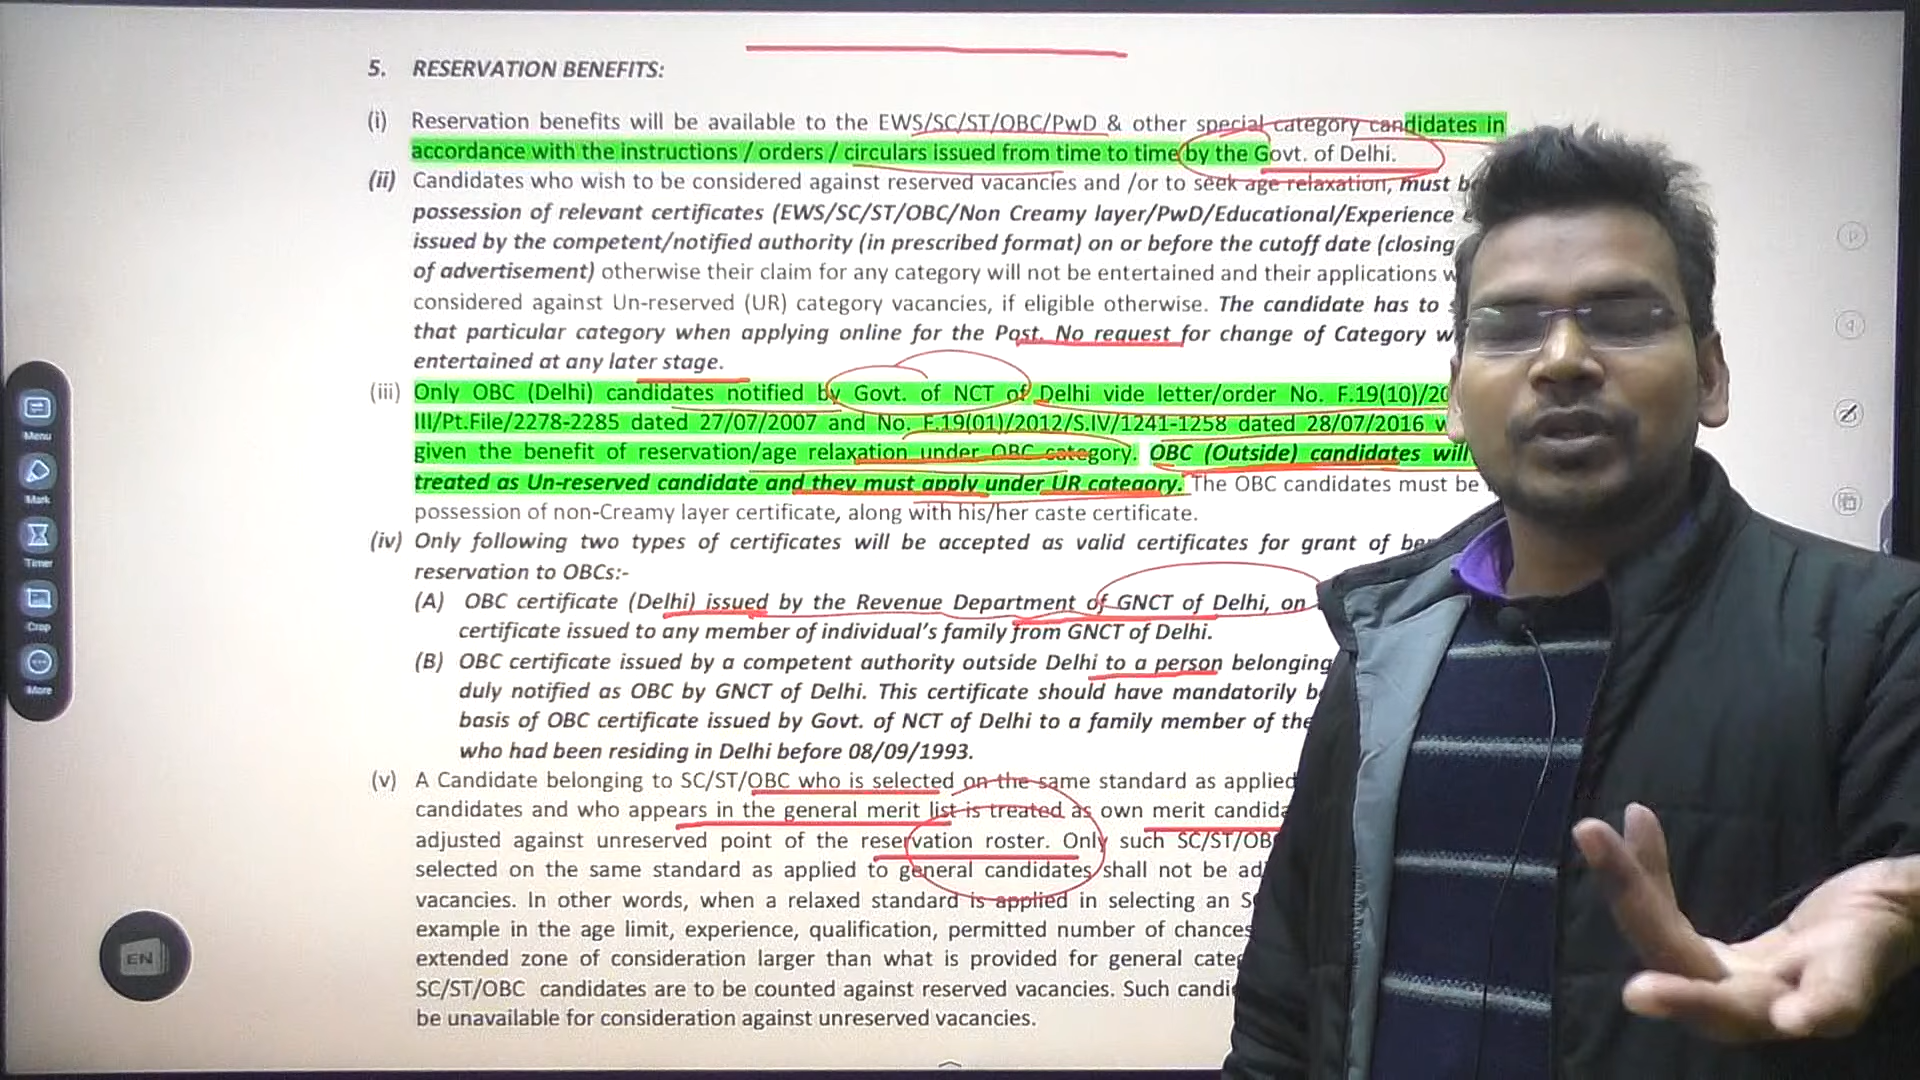 5. RESERVATION BENEFITS:
(i) Reservation benefits will be available to the EWS/SC/ST/OBC/PwD & other special category candidates in
accordance with the instructions / orders / circulars issued from time to time by the Govt. of Delhi.
(ii) Candidates who wish to be considered against reserved vacancies and /or to seek age relaxation, must
possession of relevant certificates (EWS/SC/ST/OBC/Non Creamy layer/PwD/Educational/Experience
issued by the competent/notified authority (in prescribed format) on or before the cutoff date (closing
of advertisement) otherwise their claim for any category will not be entertained and their applications
considered against Un-reserved (UR) category vacancies, if eligible otherwise. The candidate has to
that particular category when applying online for the Post. No request for change of Category
entertained at any later stage.
(iii) Only OBC (Delhi) candidates notified by Govt. of NCT of Delhi vide letter/order No. F.19(10)/20
III/Pt.File/2278-2285 dated 27/07/2007 and No. F.19(01)/2012/S.IV/1241-1258 dated 28/07/2016
given the benefit of reservation/age relaxation under OBC category. OBC (Outside) candidates will
treated as Un-reserved candidate and they must apply under UR category. The OBC candidates must be
possession of non-Creamy layer certificate, along with his/her caste certificate.
(iv) Only following two types of certificates will be accepted as valid certificates for grant of
reservation to OBCs:-
(A) OBC certificate (Delhi) issued by the Revenue Department of GNCT of Delhi, on
certificate issued to any member of individual's family from GNCT of Delhi.
(B) OBC certificate issued by a competent authority outside Delhi to a person belonging
duly notified as OBC by GNCT of Delhi. This certificate should have mandatorily
basis of OBC certificate issued by Govt. of NCT of Delhi to a family member of the
who had been residing in Delhi before 08/09/1993.
(v) A Candidate belonging to SC/ST/OBC who is selected on the same standard as applied
candidates and who appears in the general merit list is treated as own merit
adjusted against unreserved point of the reservation roster. Only such SC/ST/OBC
selected on the same standard as applied to general candidates shall not be
vacancies. In other words, when a relaxed standard is applied in selecting an
example in the age limit, experience, qualification, permitted number of chances
extended zone of consideration larger than what is provided for general
SC/ST/OBC candidates are to be counted against reserved vacancies. Such
be unavailable for consideration against unreserved vacancies.
Menu
Mark
Timer
Crop
More
EN